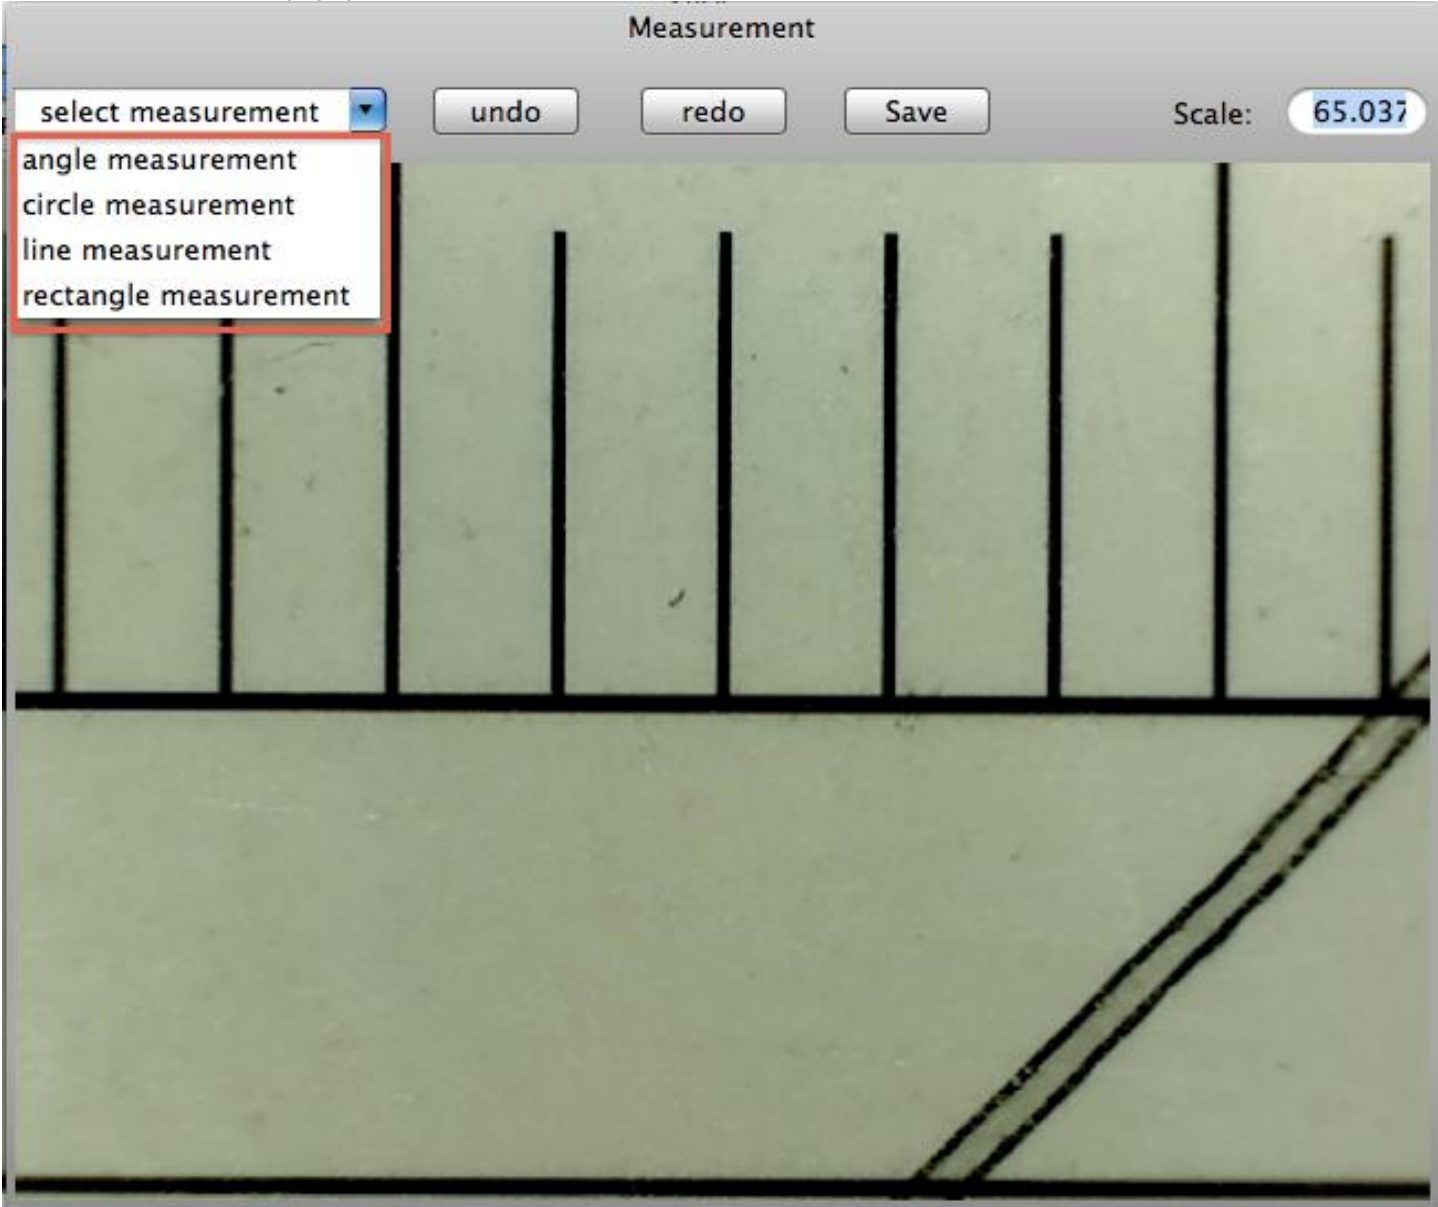 Measurement
select measurement
undo
redo
Save
Scale:
65.037
angle measurement
circle measurement
line measurement
rectangle measurement